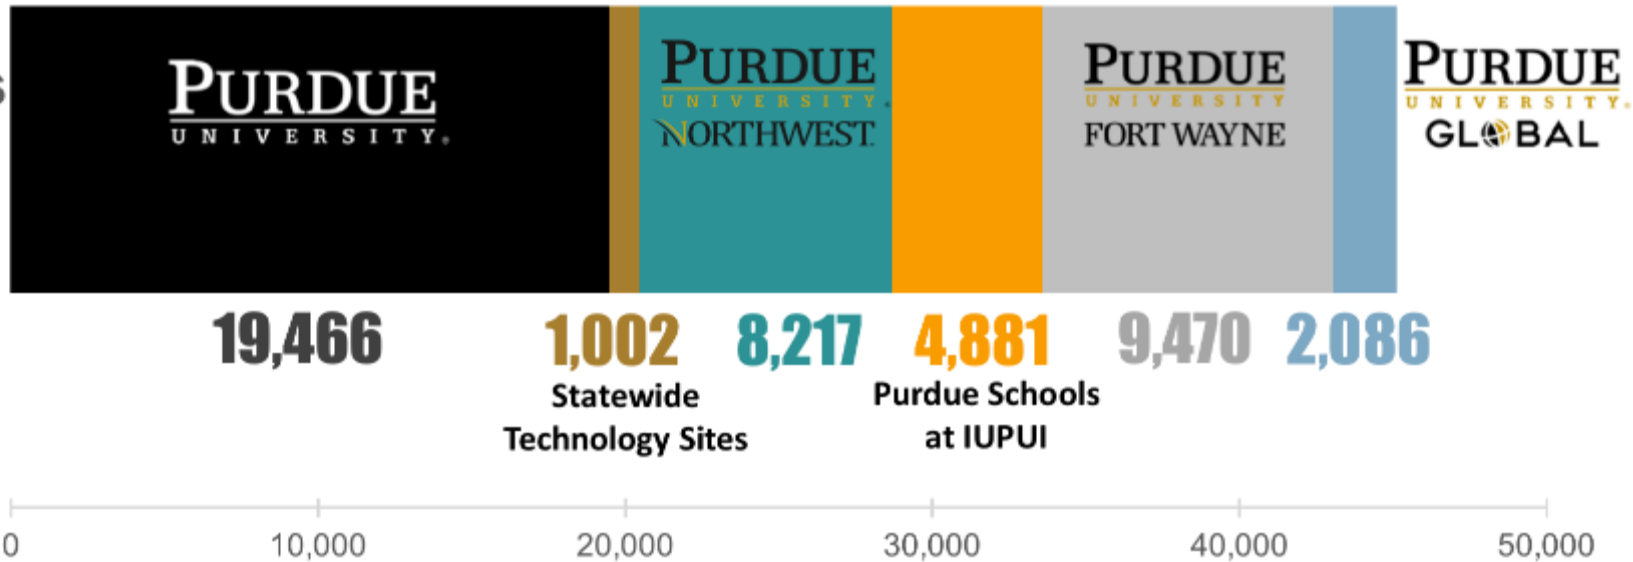 s
PURDUE
UNIVERSITY®
PURDUE
UNIVERSITY®
NORTHWEST
PURDUE
UNIVERSITY
FORT WAYNE
PURDUE
UNIVERSITY®
GLOBAL
19,466
1,002
8,217
4,881
9,470
2,086
Statewide
Technology Sites
Purdue Schools
at IUPUI
0
10,000
20,000
30,000
40,000
50,000